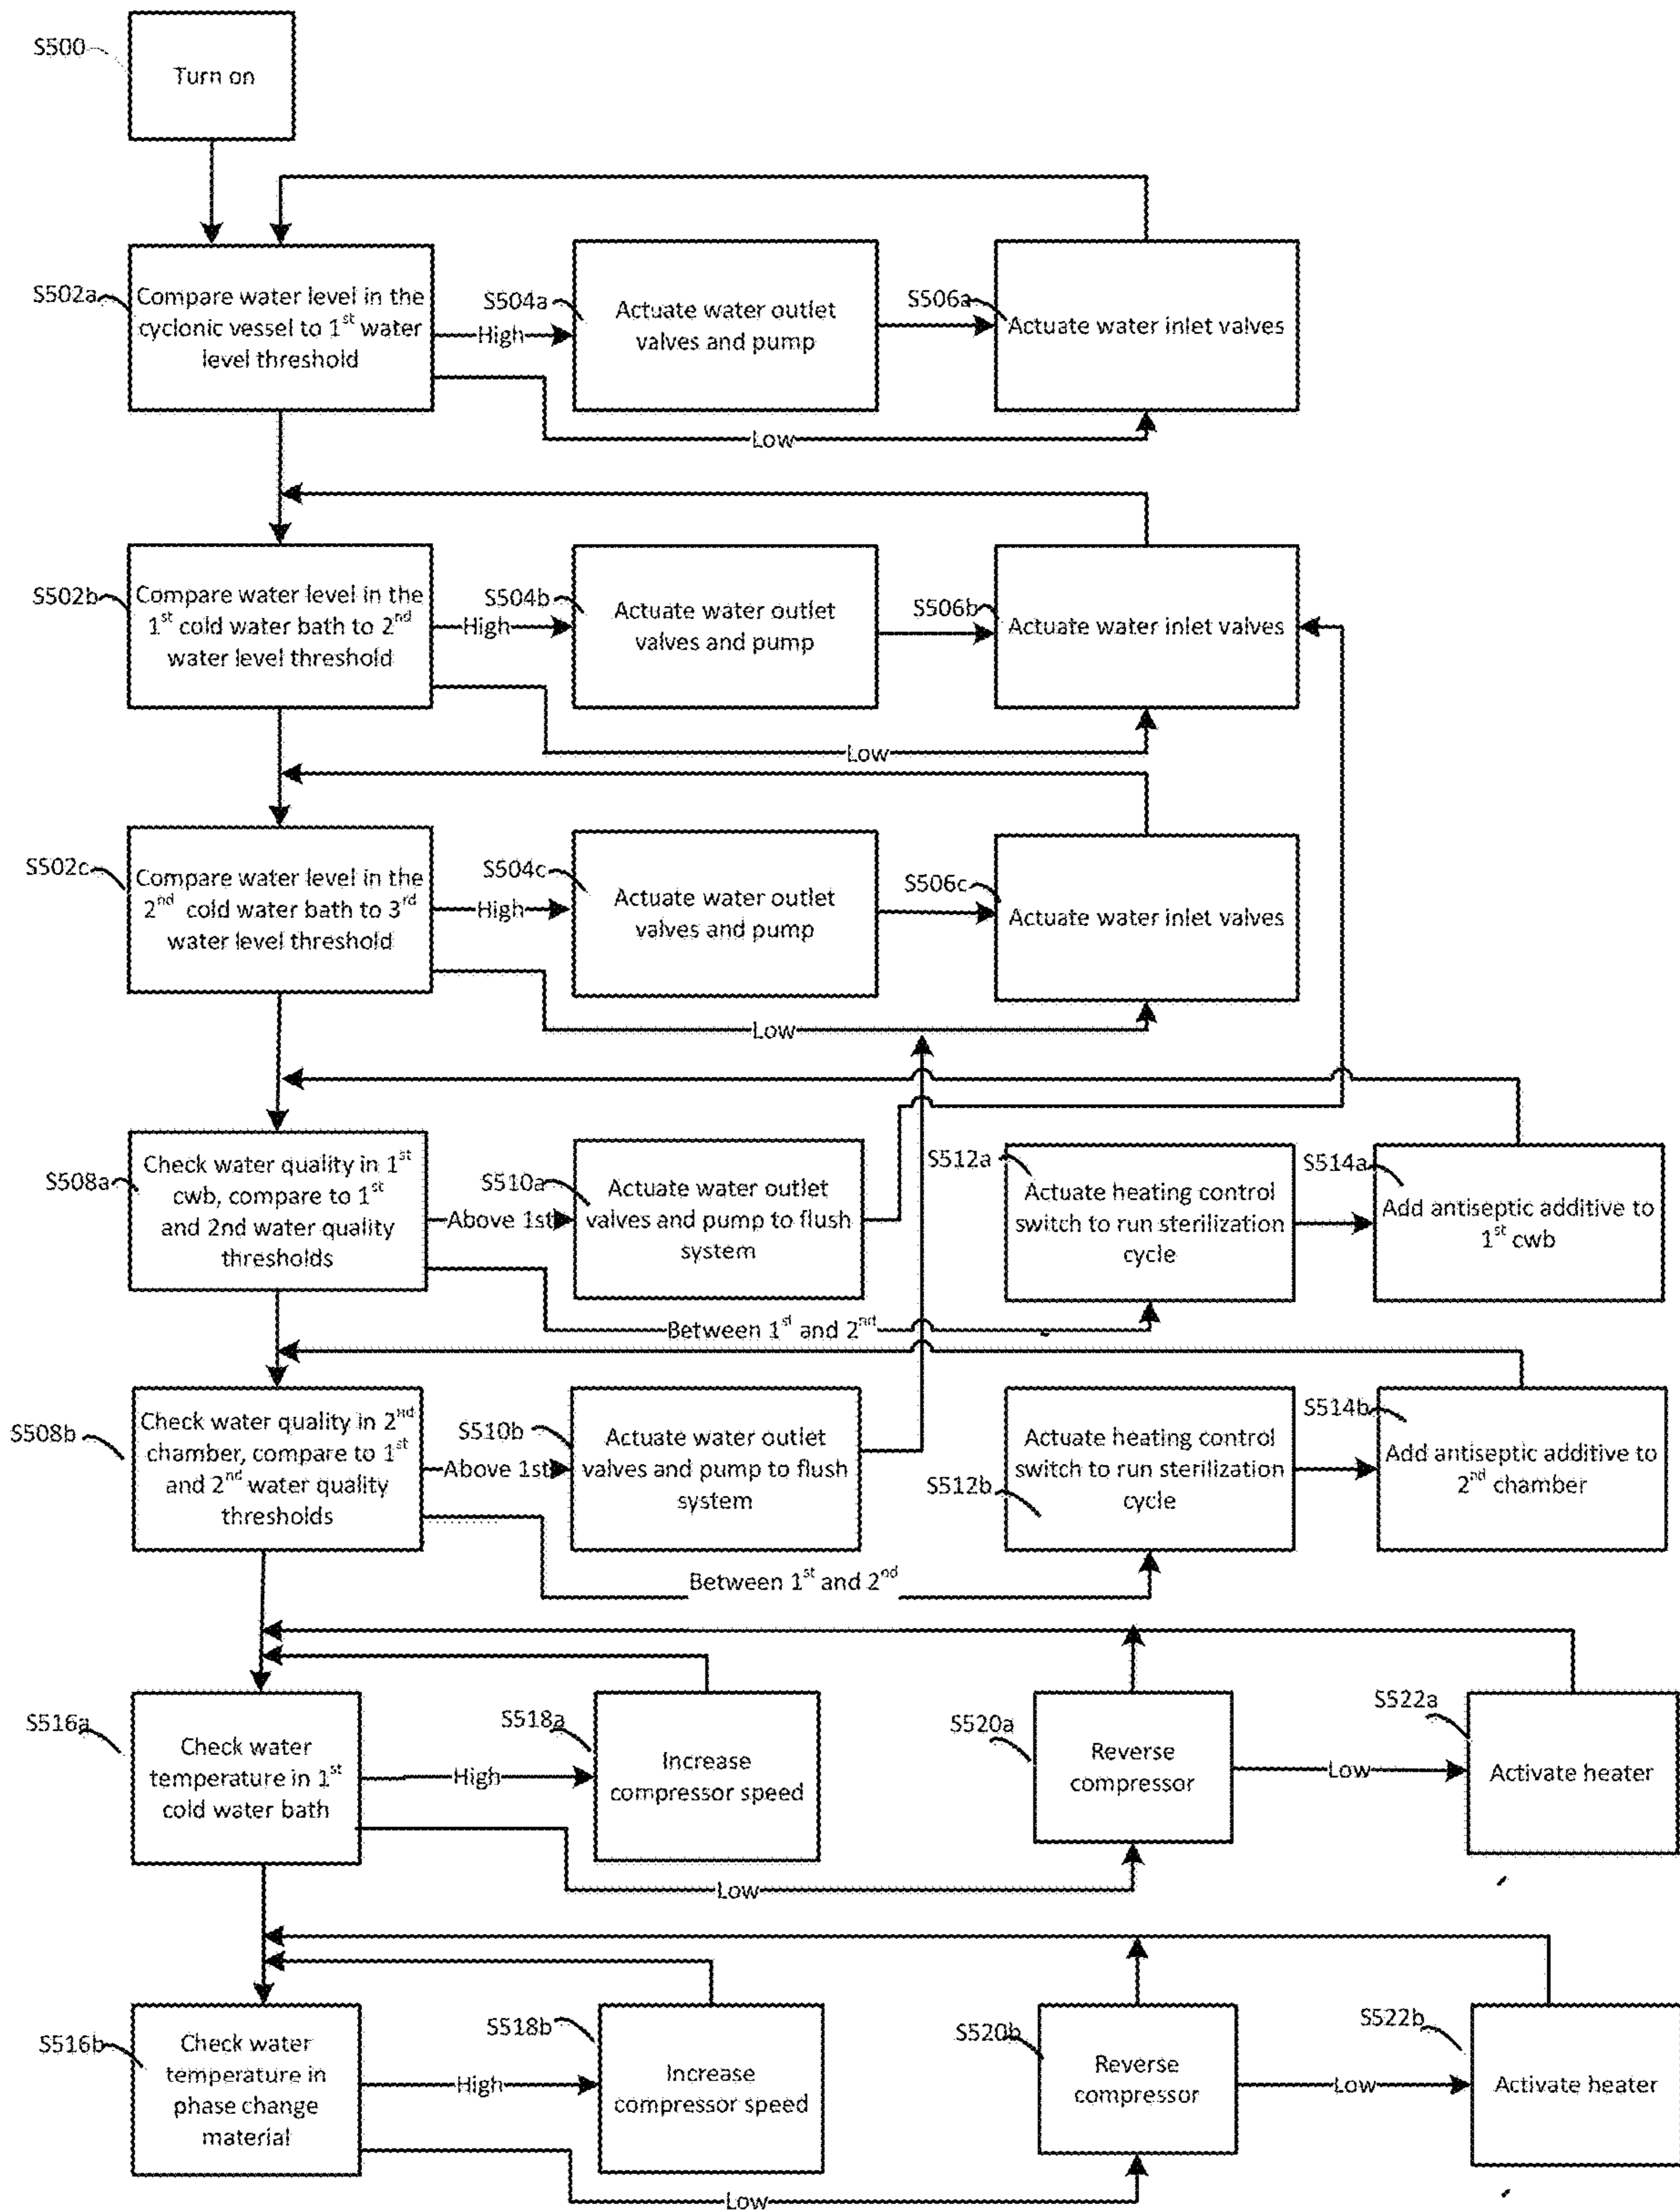 S500
Turn on
S502a
Compare water level in the
cyclonic vessel to 1st water
level threshold
High
S504a
Actuate water outlet
valves and pump
S506a
Actuate water inlet valves
Low
S502b
Compare water level in the
1st cold water bath to 2nd
water level threshold
High
S504b
Actuate water outlet
valves and pump
S506b
Actuate water inlet valves
Low
S502c
Compare water level in the
2nd cold water bath to 3rd
water level threshold
High
S504c
Actuate water outlet
valves and pump
S506c
Actuate water inlet valves
Low
S508a
Check water quality in 1st
cwb, compare to 1st
and 2nd water quality
thresholds
Above 1st
S510a
Actuate water outlet
valves and pump to flush
system
S512a
Actuate heating control
switch to run sterilization
cycle
S514a
Add antiseptic additive to
1st cwb
Between 1st and 2nd
S508b
Check water quality in 2nd
chamber, compare to 1st
and 2nd water quality
thresholds
Above 1st
S510b
Actuate water outlet
valves and pump to flush
system
S512b
Actuate heating control
switch to run sterilization
cycle
S514b
Add antiseptic additive to
2nd chamber
Between 1st and 2nd
S516a
Check water
temperature in 1st
cold water bath
High
S518a
Increase
compressor speed
S520a
Reverse
compressor
Low
S522a
Activate heater
Low
S516b
Check water
temperature in
phase change
material
High
S518b
Increase
compressor speed
S520b
Reverse
compressor
Low
S522b
Activate heater
Low